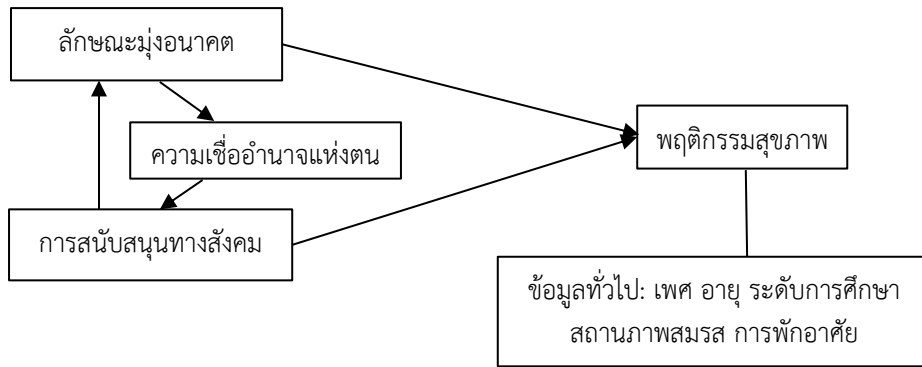 ลักษณะมุ่งอนาคต
ความเชื่ออำนาจแห่งตน
พฤติกรรมสุขภาพ
การสนับสนุนทางสังคม
ข้อมูลทั่วไป: เพศ อายุ ระดับการศึกษา
สถานภาพสมรส การพักอาศัย